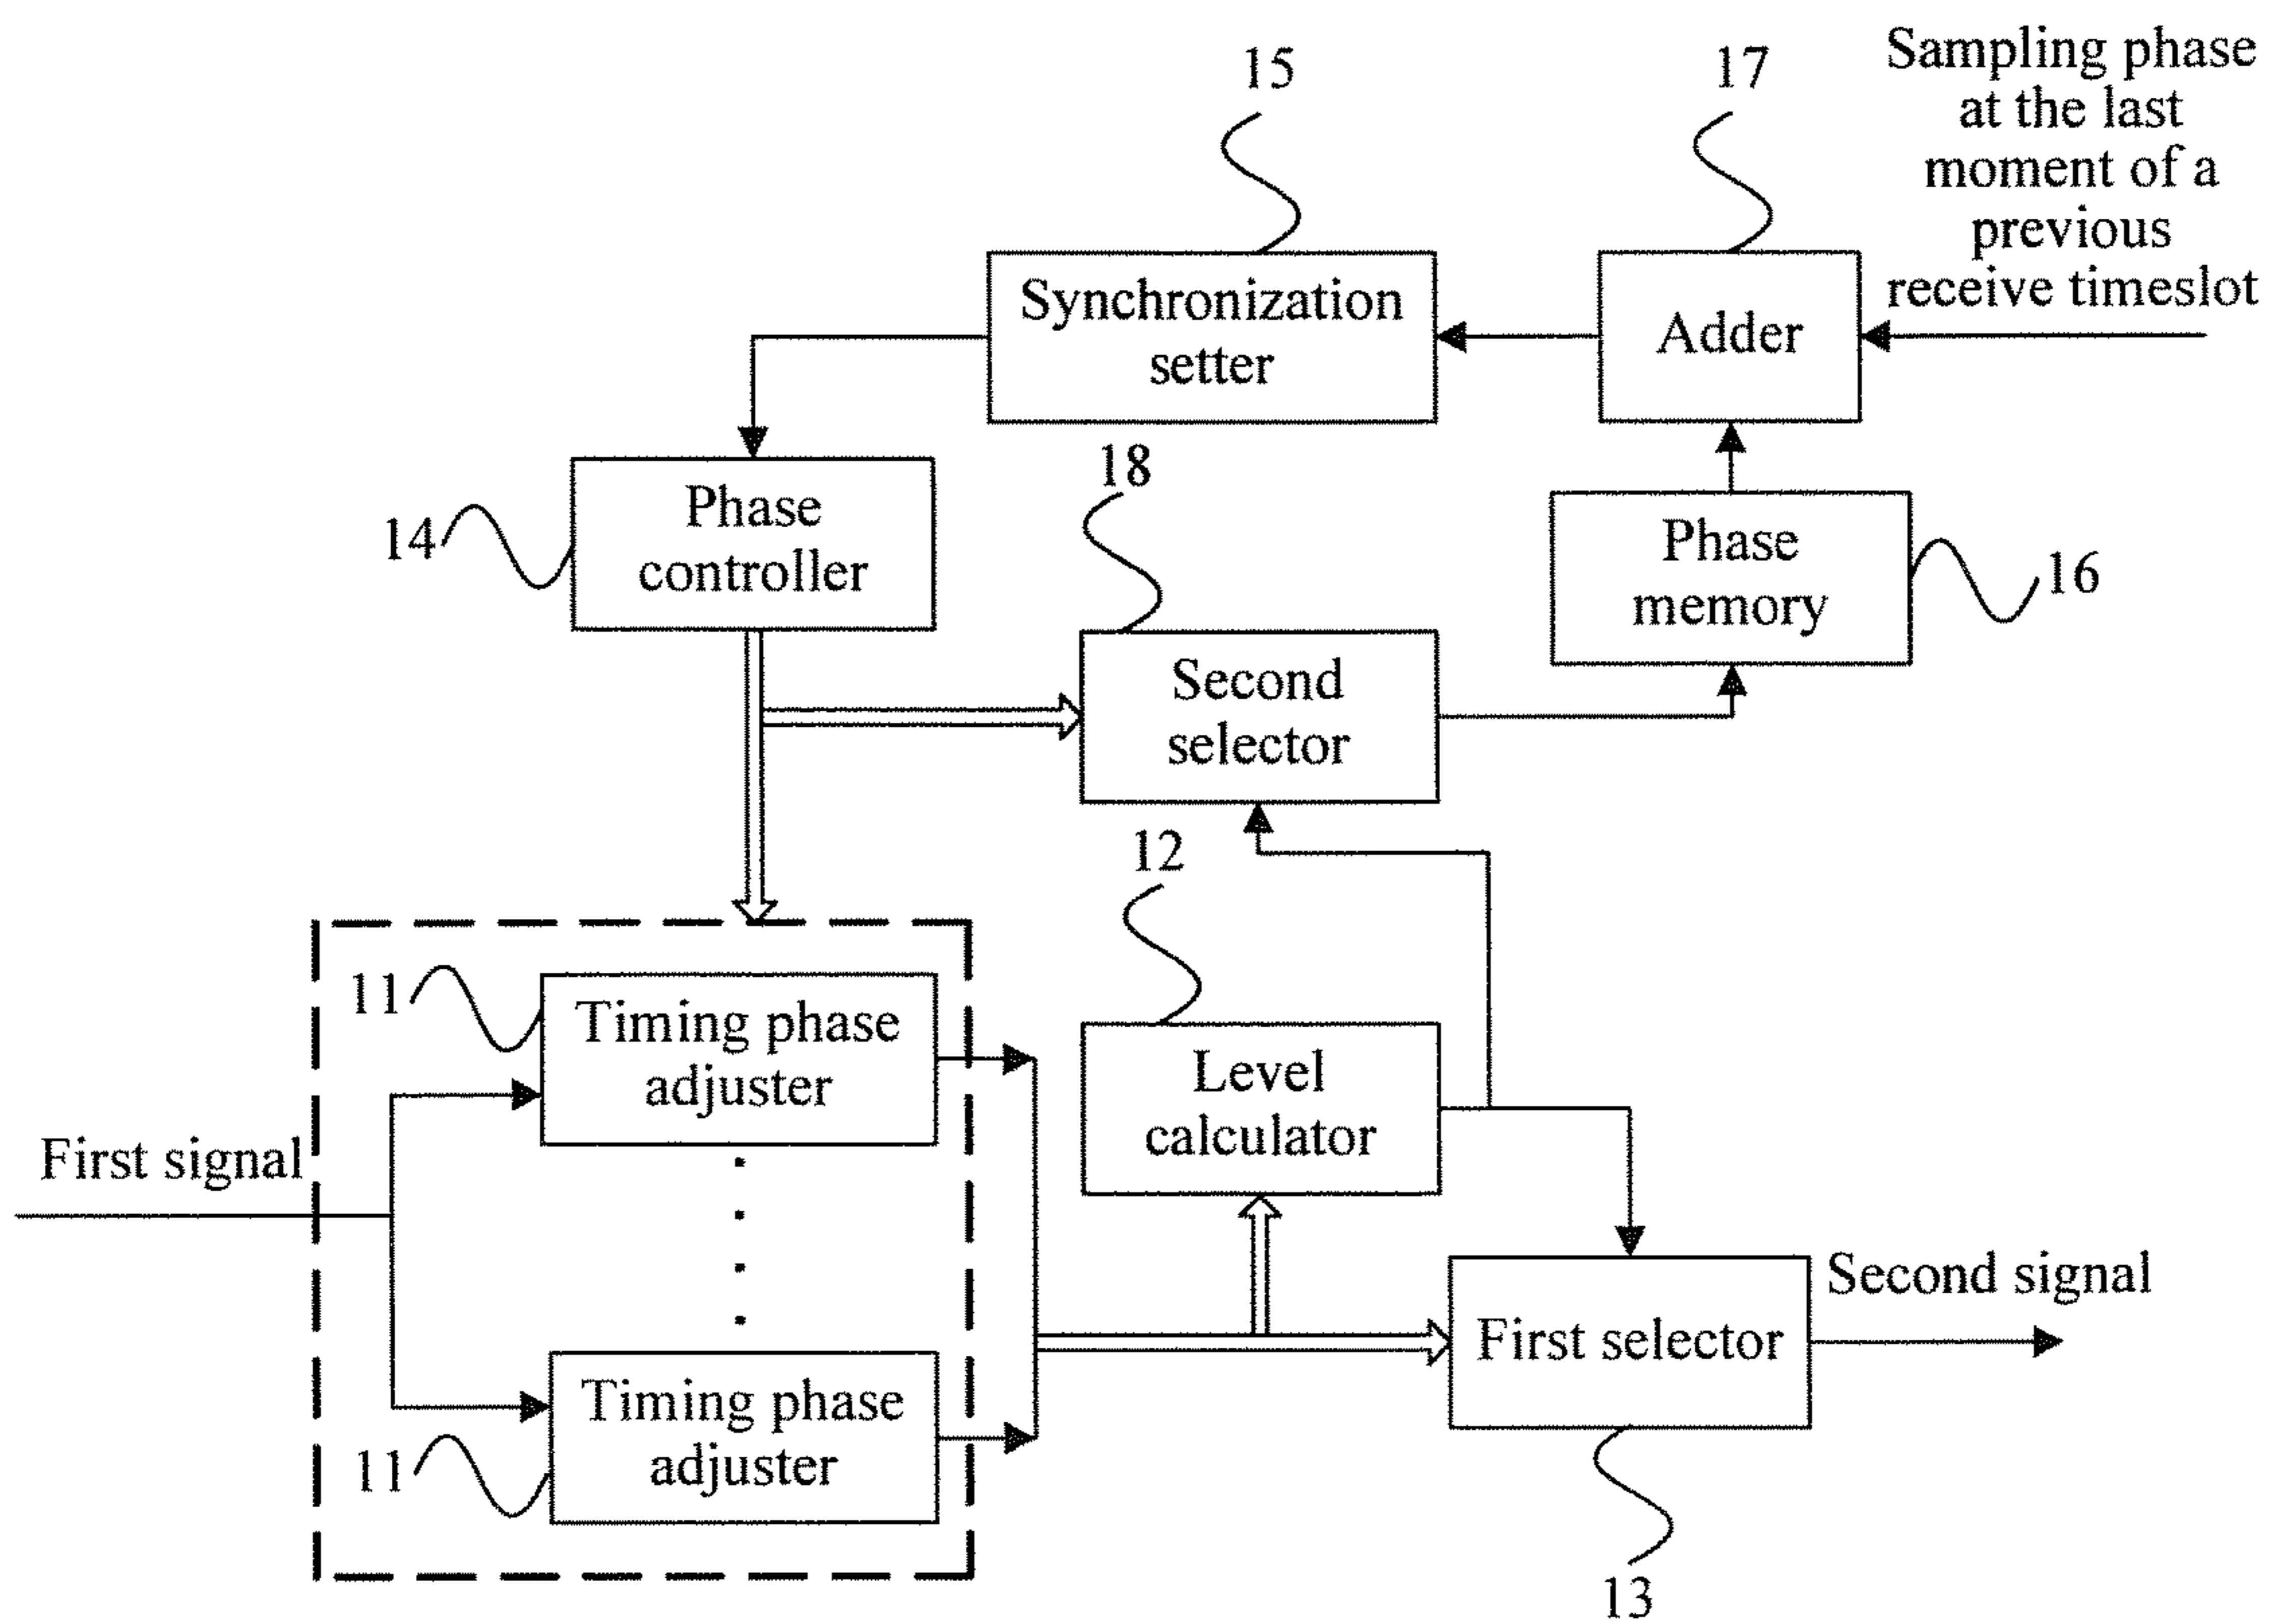 15
17
Sampling phase
at the last
moment of a
previous
receive timeslot
Synchronization
setter
Adder
18
14
Phase
controller
Phase
memory
16
Second
selector
12
11
Timing phase
adjuster
Level
calculator
First signal
Second signal
First selector
Timing phase
adjuster
11
13